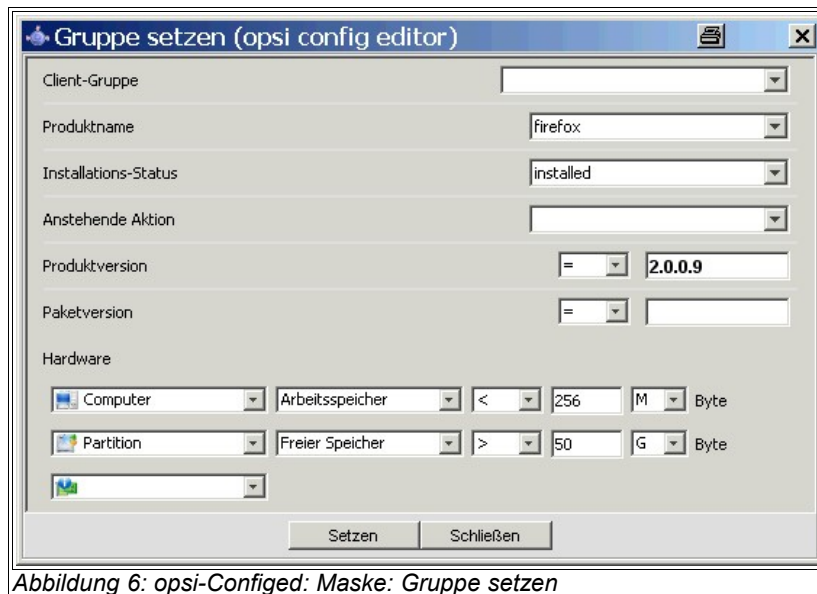 Gruppe setzen (opsi config editor)
Client-Gruppe
Produktname firefox
Installations-Status installed
Anstehende Aktion
Produktversion = 2.0.0.9
Paketversion =
Hardware
Computer Arbeitsspeicher < 256 M Byte
Partition Freier Speicher > 50 G Byte
Setzen Schließen
Abbildung 6: opsi-Configed: Maske: Gruppe setzen